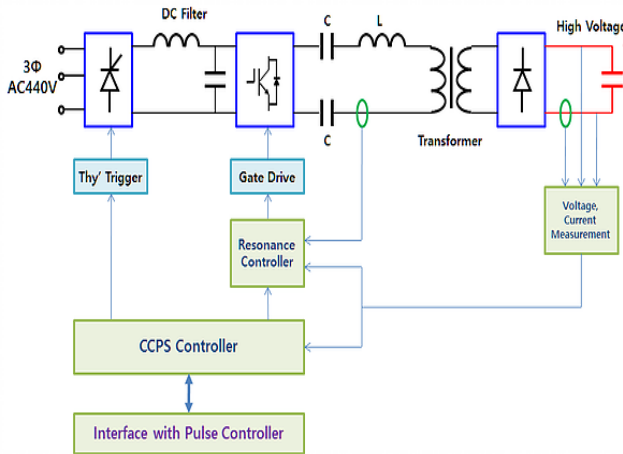 DC Filter
C
L
High Voltage
3Φ
AC440V
C
Transformer
Thy' Trigger
Gate Drive
Voltage,
Current
Measurement
Resonance
Controller
CCPS Controller
Interface with Pulse Controller